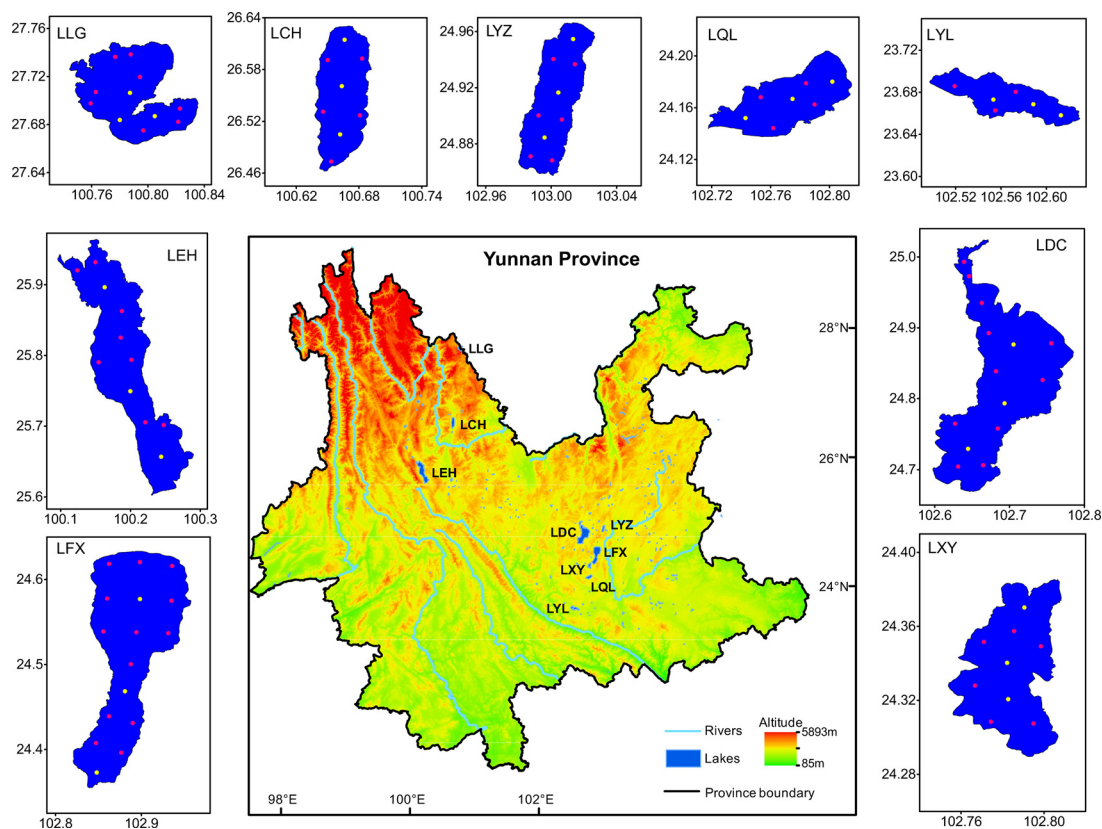 LLG
27.76
27.72
27.68
27.64
100.76
100.80
100.84
LCH
26.64
26.58
26.52
26.46
100.62
100.68
100.74
LYZ
24.96
24.92
24.88
102.96
103.00
103.04
LQL
24.20
24.16
24.12
102.72
102.76
102.80
LYL
23.72
23.68
23.64
23.60
102.52
102.56
102.60
LEH
25.9
25.8
25.7
25.6
100.1
100.2
100.3
Yunnan Province
28°N
26°N
24°N
LLG
LCH
LEH
LDC
LYZ
LFX
LXY
LQL
LYL
Rivers
Lakes
Province boundary
Altitude
5893m
85m
98°E
100°E
102°E
LDC
25.0
24.9
24.8
24.7
102.6
102.7
102.8
LFX
24.6
24.5
24.4
102.8
102.9
LXY
24.40
24.36
24.32
24.28
102.76
102.80